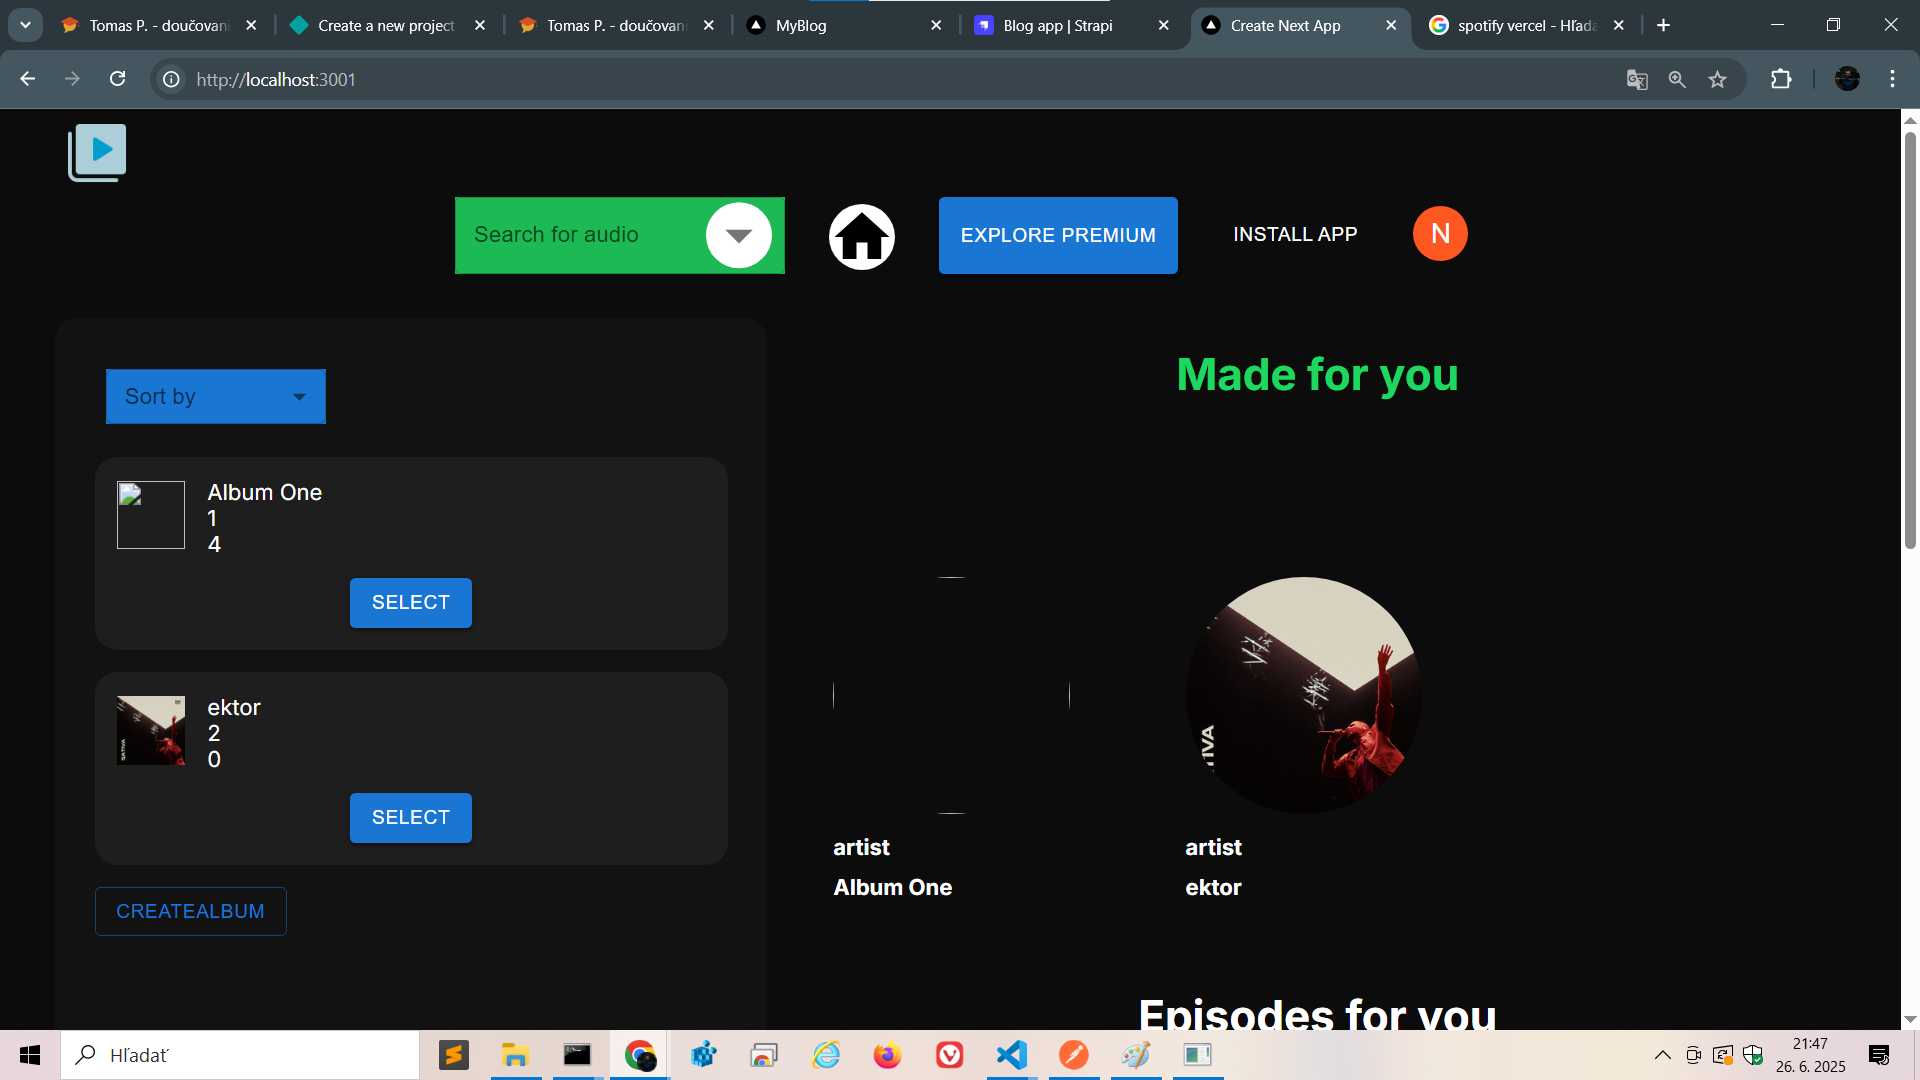 Tomas P. - doučovani
Create a new project
Tomas P. - doučovani
MyBlog
Blog app | Strapi
Create Next App
spotify vercel - Hľada
http://localhost:3001
Search for audio
EXPLORE PREMIUM
INSTALL APP
N
Sort by
Made for you
Album One
1
4
SELECT
ektor
2
0
SELECT
CREATEALBUM
artist
Album One
artist
ektor
Episodes for you
Hľadať
21:47
26. 6. 2025